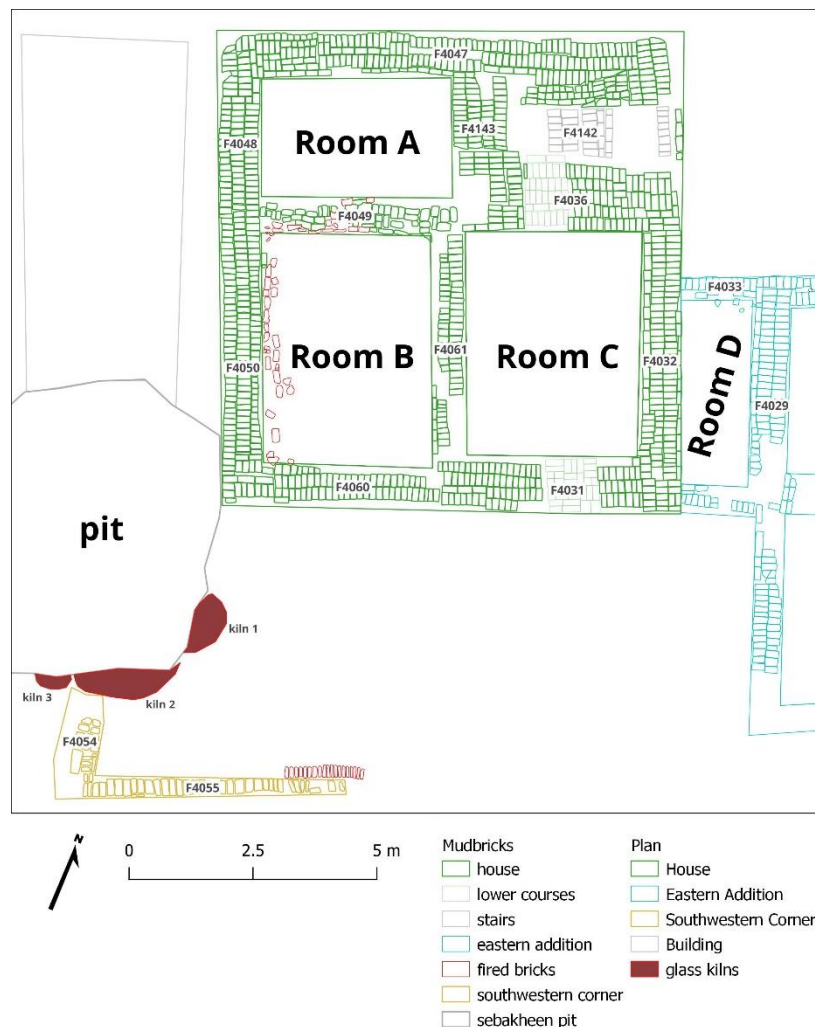 F4047
F4143
F4142
F4048
Room A
F4036
F4049
F4033
Room B
F4061
Room C
F4032
F4050
Room D
F4029
F4060
F4031
pit
kiln 1
kiln 3
kiln 2
F4054
F4055
N
0 2.5 5 m
Mudbricks
house
lower courses
stairs
eastern addition
fired bricks
southwestern corner
sebakheen pit
Plan
House
Eastern Addition
Southwestern Corner
Building
glass kilns